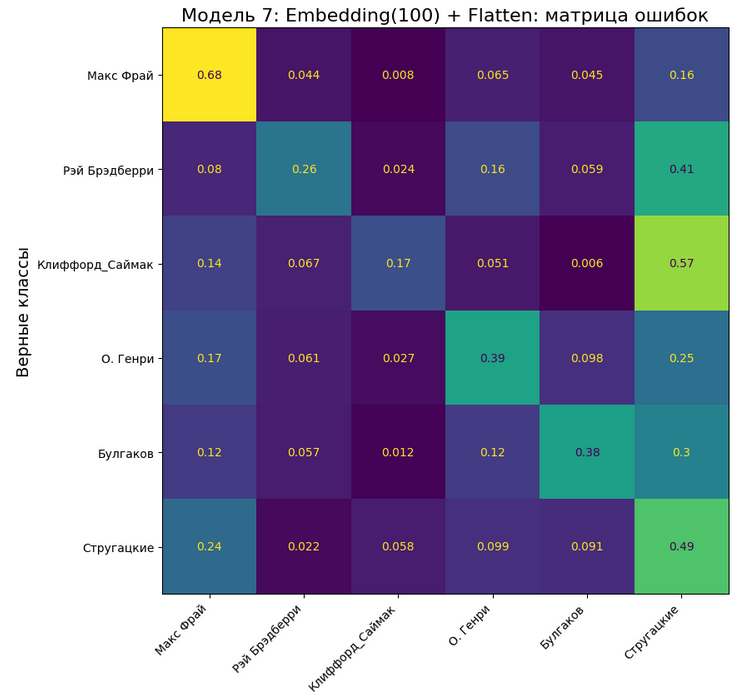 Модель 7: Embedding(100) + Flatten: матрица ошибок
Верные классы
Макс Фрай 0.68 0.044 0.008 0.065 0.045 0.16
Рэй Брэдберри 0.08 0.26 0.024 0.16 0.059 0.41
Клиффорд_Саймак 0.14 0.067 0.17 0.051 0.006 0.57
О. Генри 0.17 0.061 0.027 0.39 0.098 0.25
Булгаков 0.12 0.057 0.012 0.12 0.38 0.3
Стругацкие 0.24 0.022 0.058 0.099 0.091 0.49
Макс Фрай Рэй Брэдберри Клиффорд_Саймак О. Генри Булгаков Стругацкие